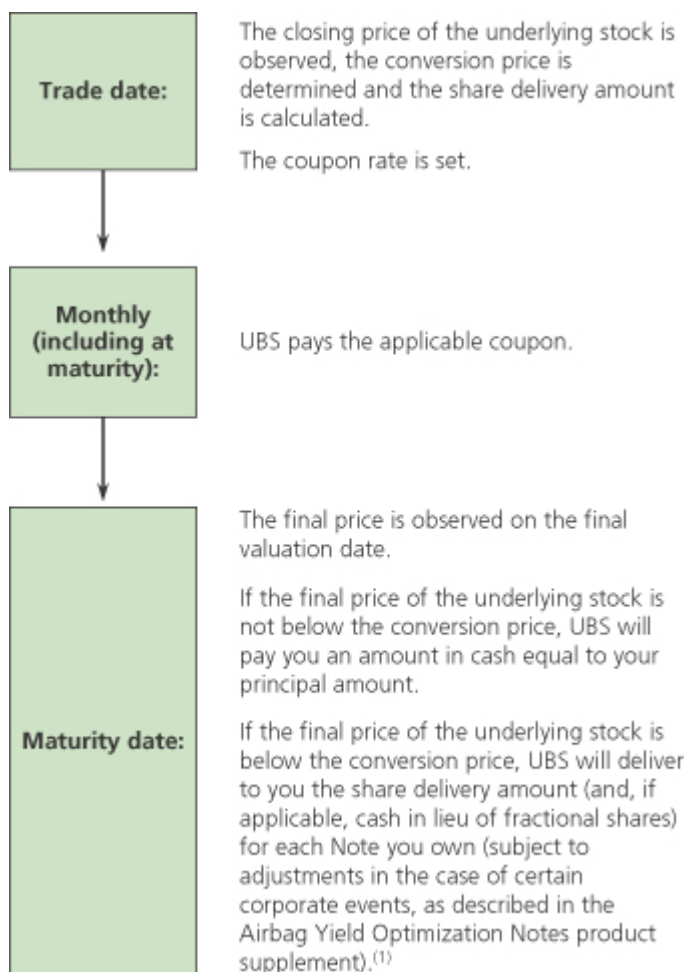 Trade date:
The closing price of the underlying stock is
observed, the conversion price is
determined and the share delivery amount
is calculated.
The coupon rate is set.
Monthly
(including at
maturity):
UBS pays the applicable coupon.
Maturity date:
The final price is observed on the final
valuation date.
If the final price of the underlying stock is
not below the conversion price, UBS will
pay you an amount in cash equal to your
principal amount.
If the final price of the underlying stock is
below the conversion price, UBS will deliver
to you the share delivery amount (and, if
applicable, cash in lieu of fractional shares)
for each Note you own (subject to
adjustments in the case of certain
corporate events, as described in the
Airbag Yield Optimization Notes product
supplement).(1)